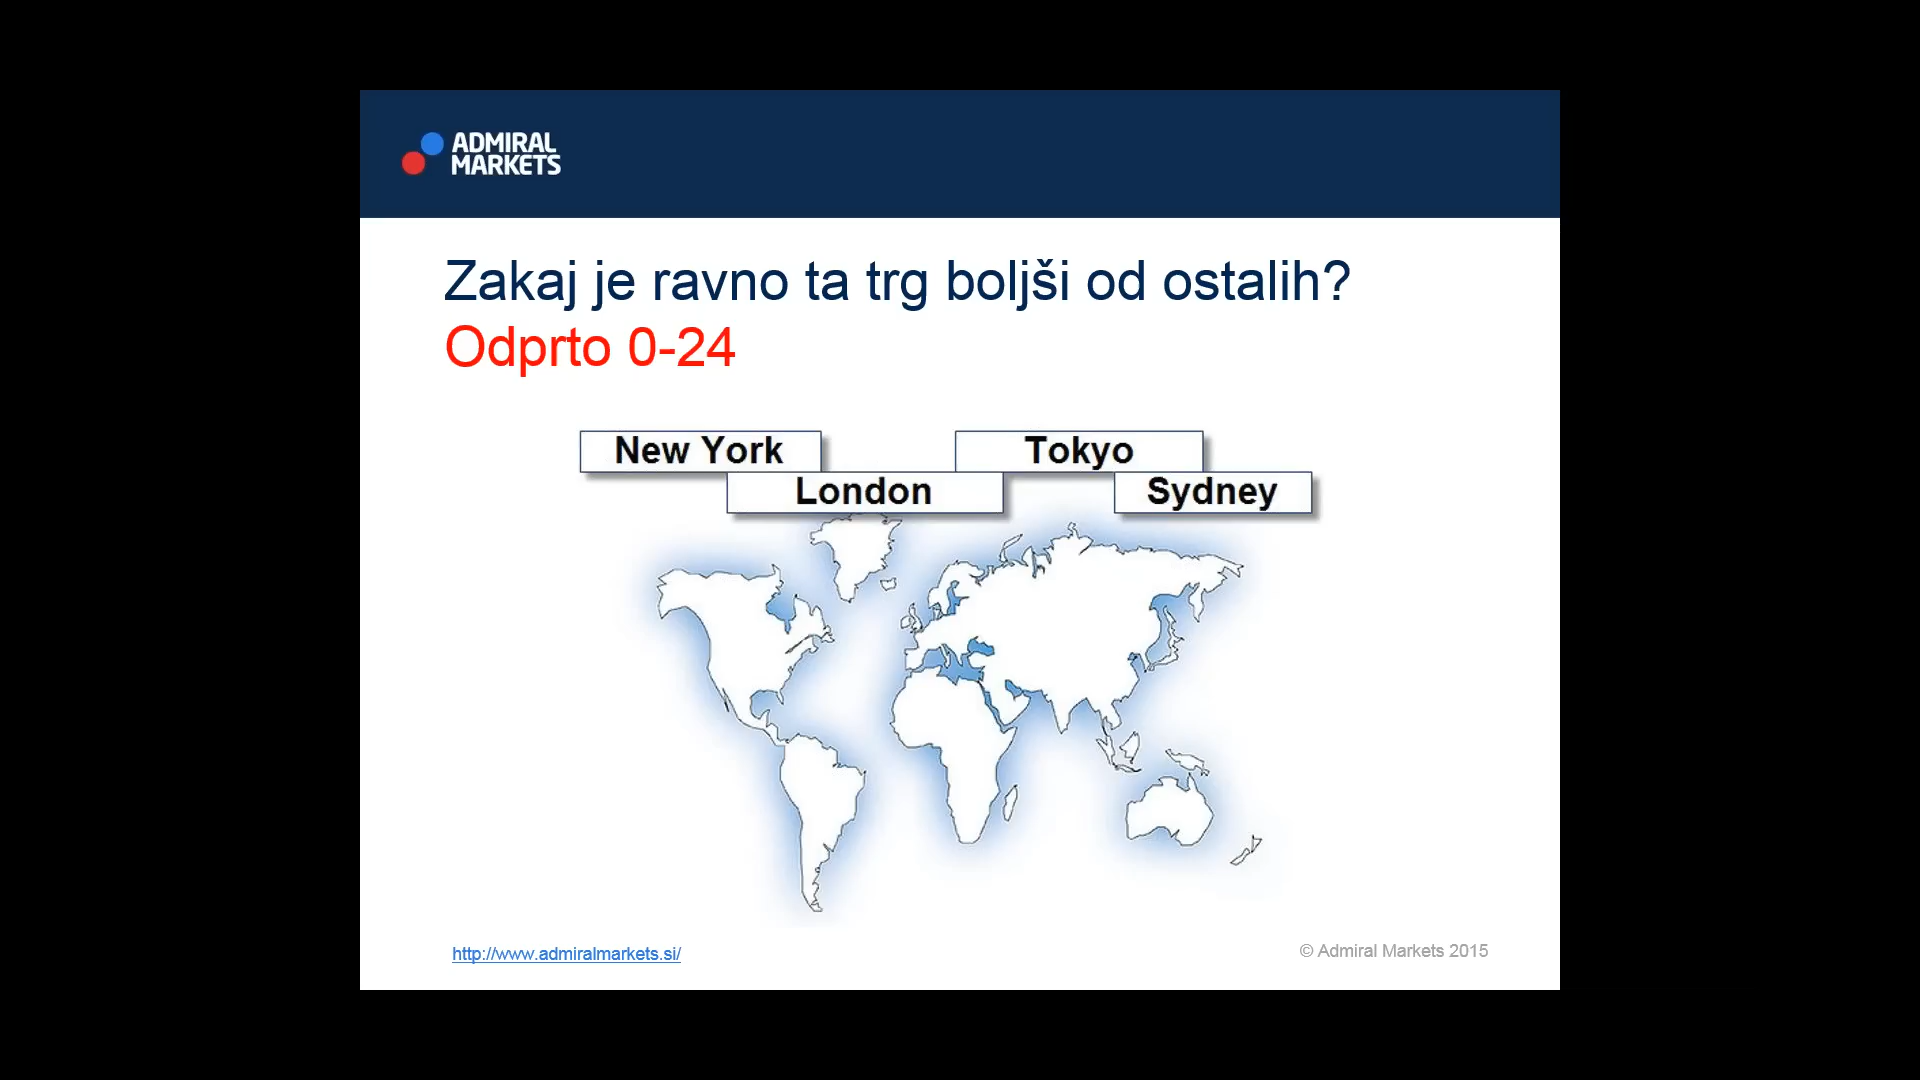 ADMIRAL
MARKETS
Zakaj je ravno ta trg boljši od ostalih?
Odprto 0-24
New York
Tokyo
London
Sydney
http://www.admiralmarkets.si/
© Admiral Markets 2015